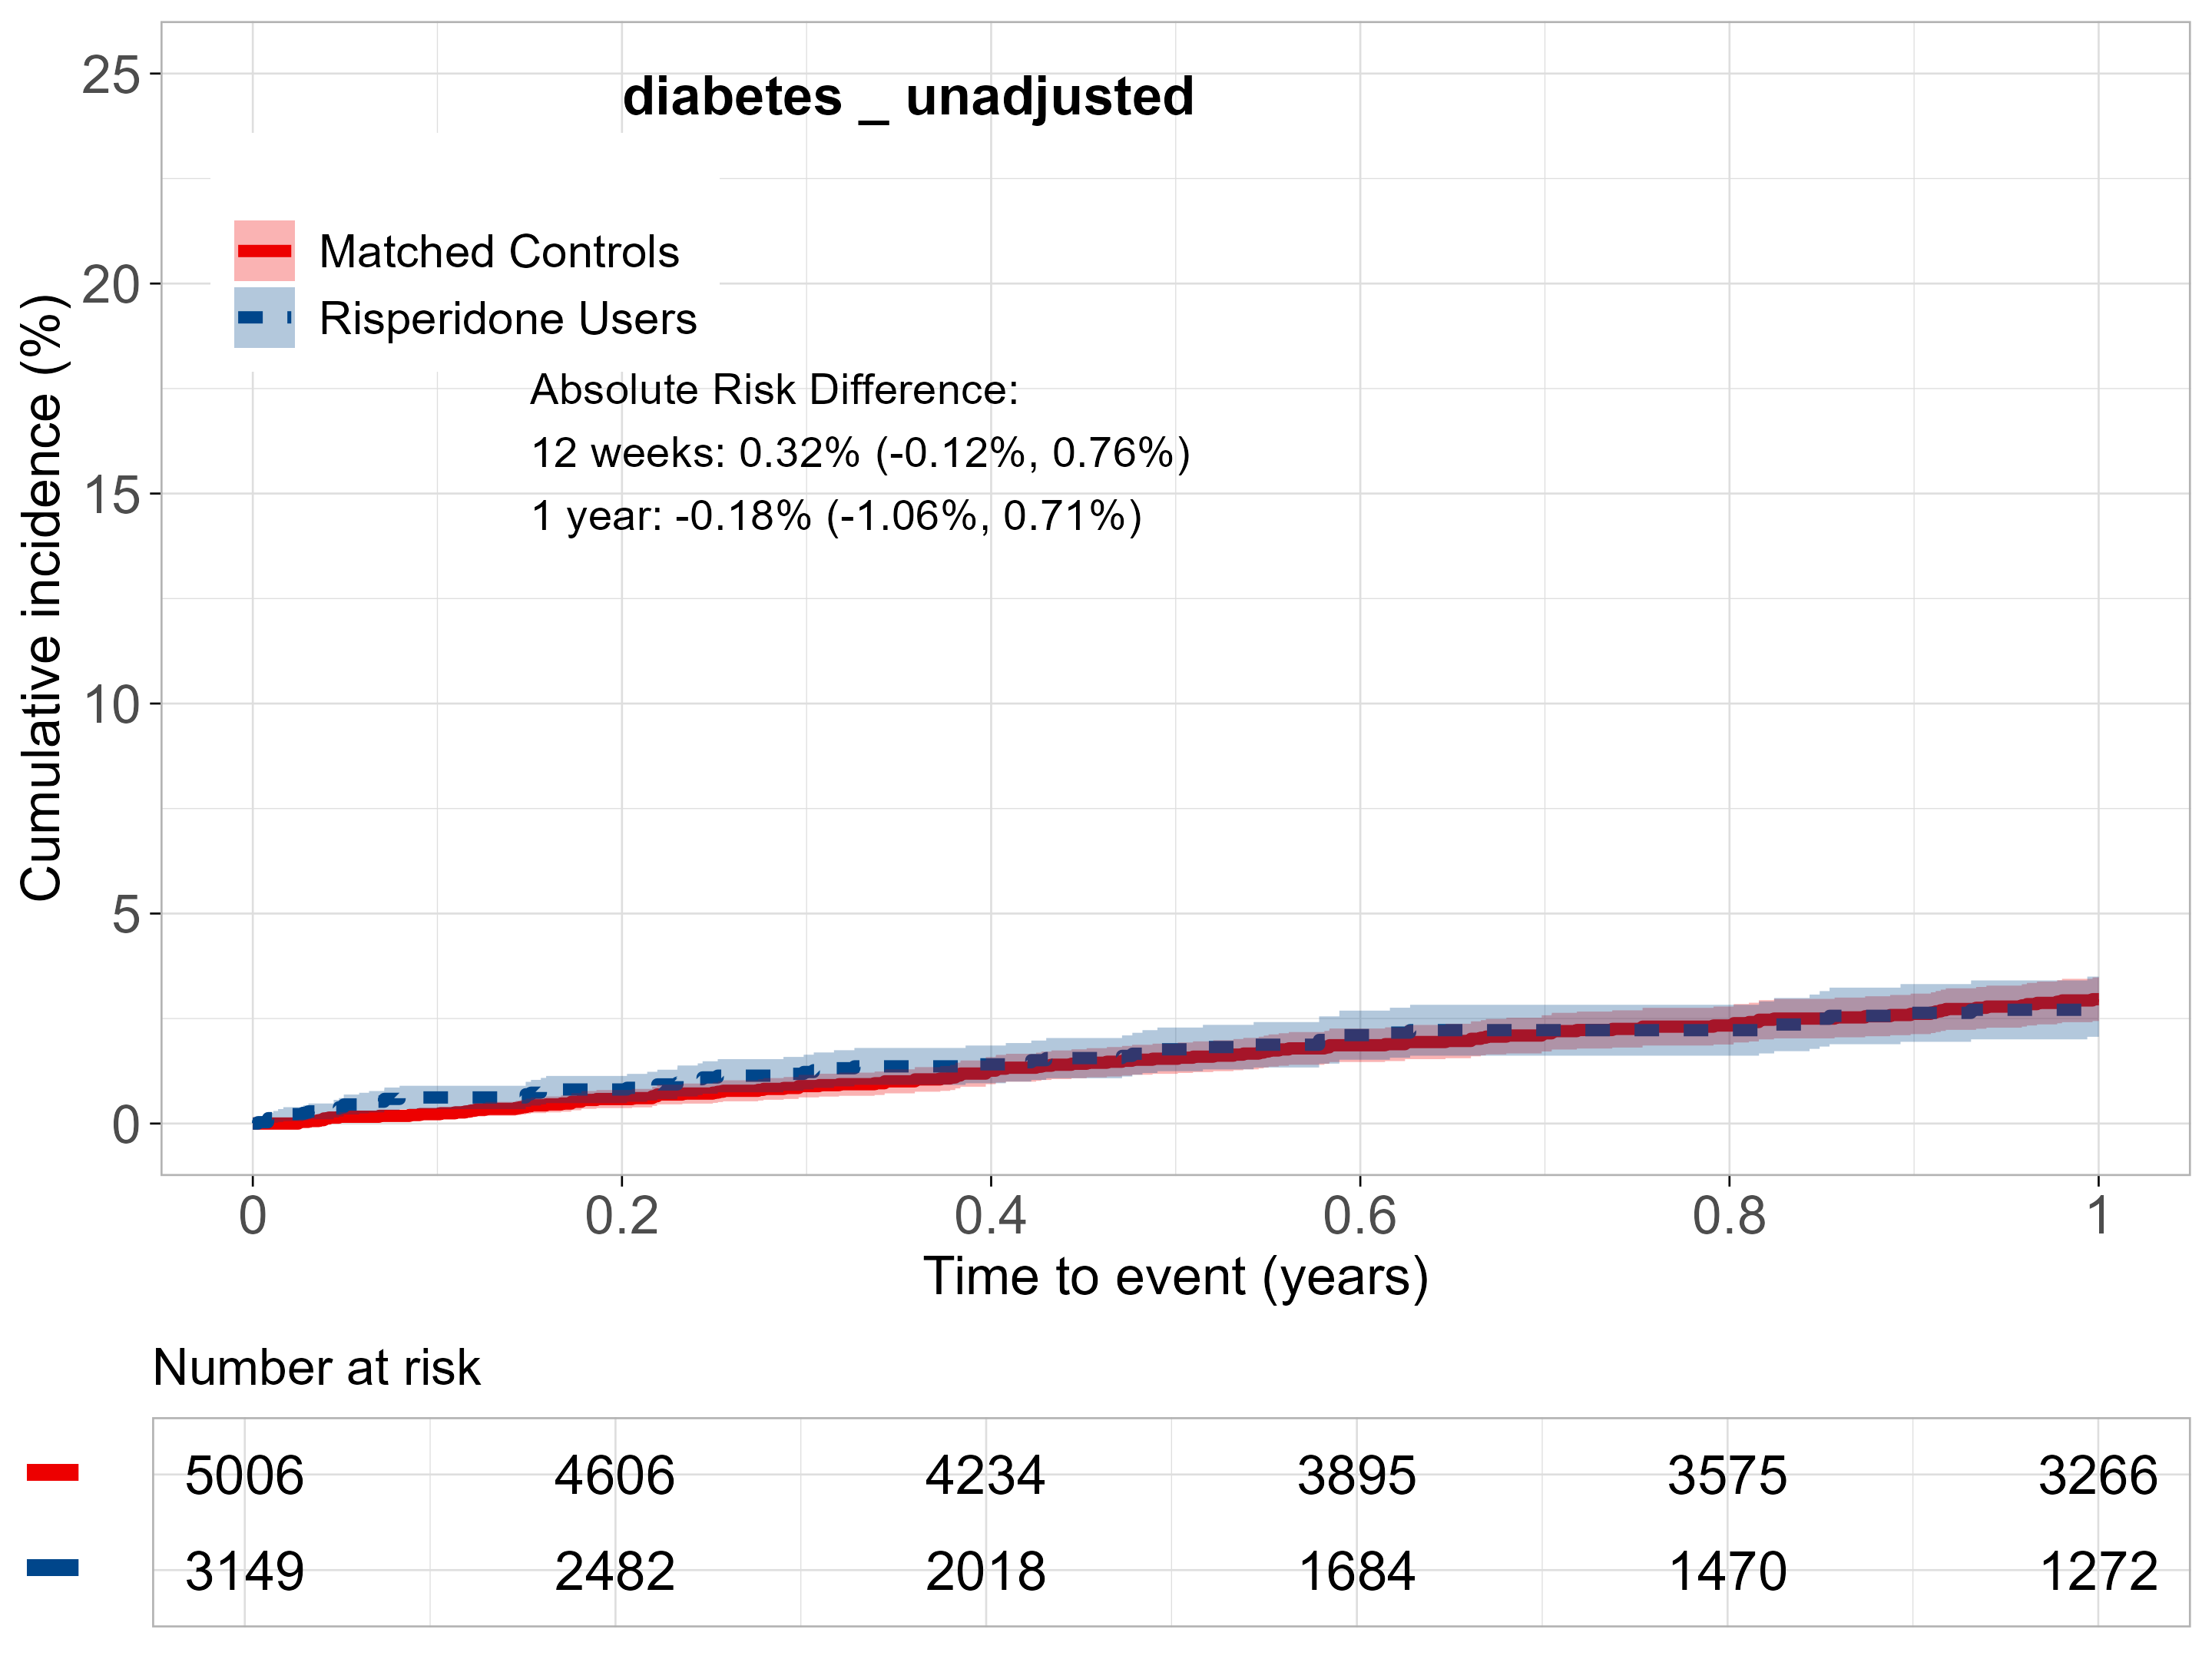 diabetes _ unadjusted
Matched Controls
Risperidone Users
Absolute Risk Difference:
12 weeks: 0.32% (-0.12%, 0.76%)
1 year: -0.18% (-1.06%, 0.71%)
Cumulative incidence (%)
25
20
15
10
5
0
0 0.2 0.4 0.6 0.8 1
Time to event (years)
Number at risk
5006 4606 4234 3895 3575 3266
3149 2482 2018 1684 1470 1272